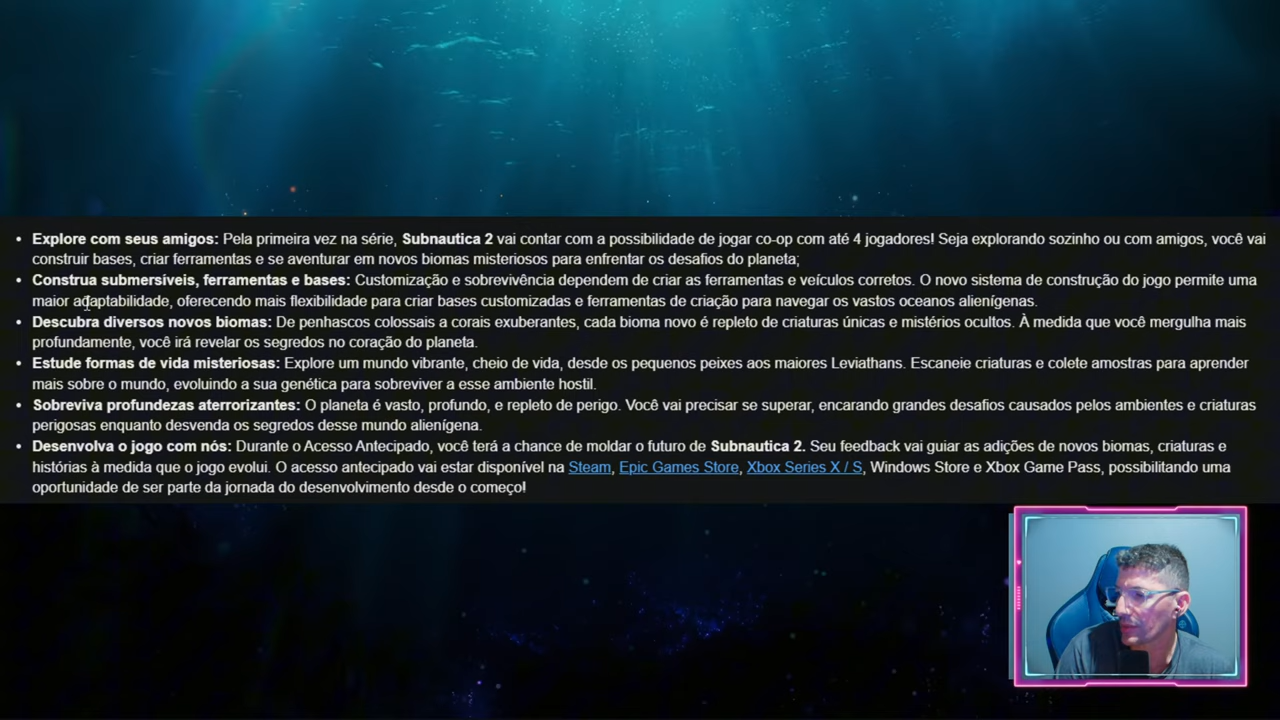 • Explore com seus amigos: Pela primeira vez na série, Subnautica 2 vai contar com a possibilidade de jogar co-op com até 4 jogadores! Seja explorando sozinho ou com amigos, você vai
construir bases, criar ferramentas e se aventurar em novos biomas misteriosos para enfrentar os desafios do planeta;
• Construa submersíveis, ferramentas e bases: Customização e sobrevivência dependem de criar as ferramentas e veículos corretos. O novo sistema de construção do jogo permite uma
maior adaptabilidade, oferecendo mais flexibilidade para criar bases customizadas e ferramentas de criação para navegar os vastos oceanos alienígenas.
• Descubra diversos novos biomas: De penhascos colossais a corais exuberantes, cada bioma novo é repleto de criaturas únicas e mistérios ocultos. À medida que você mergulha mais
profundamente, você irá revelar os segredos no coração do planeta.
• Estude formas de vida misteriosas: Explore um mundo vibrante, cheio de vida, desde os pequenos peixes aos maiores Leviathans. Escaneie criaturas e colete amostras para aprender
mais sobre o mundo, evoluindo a sua genética para sobreviver a esse ambiente hostil.
• Sobreviva profundezas aterrorizantes: O planeta é vasto, profundo, e repleto de perigo. Você vai precisar se superar, encarando grandes desafios causados pelos ambientes e criaturas
perigosas enquanto desvenda os segredos desse mundo alienígena.
• Desenvolva o jogo com nós: Durante o Acesso Antecipado, você terá a chance de moldar o futuro de Subnautica 2. Seu feedback vai guiar as adições de novos biomas, criaturas e
histórias à medida que o jogo evolui. O acesso antecipado vai estar disponível na Steam, Epic Games Store, Xbox Series X / S, Windows Store e Xbox Game Pass, possibilitando uma
oportunidade de ser parte da jornada do desenvolvimento desde o começo!